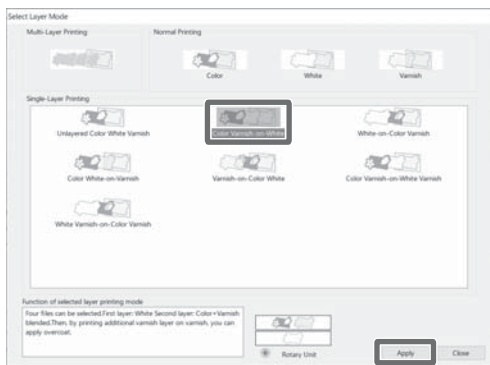 Select Layer Mode
Multi-Layer Printing
Normal Printing
Color
White
Varnish
Single-Layer Printing
Unlayered Color White Varnish
Color Varnish-on-White
White-on-Color Varnish
Color White-on-Varnish
Varnish-on-Color White
Color Varnish-on-White Varnish
White Varnish-on-Color Varnish
Function of selected layer printing mode
Four files can be selected.First layer: White Second layer: Color+Varnish
blended.Then, by printing additional varnish layer on varnish, you can
apply overcoat.
Rotary Unit
Apply
Close